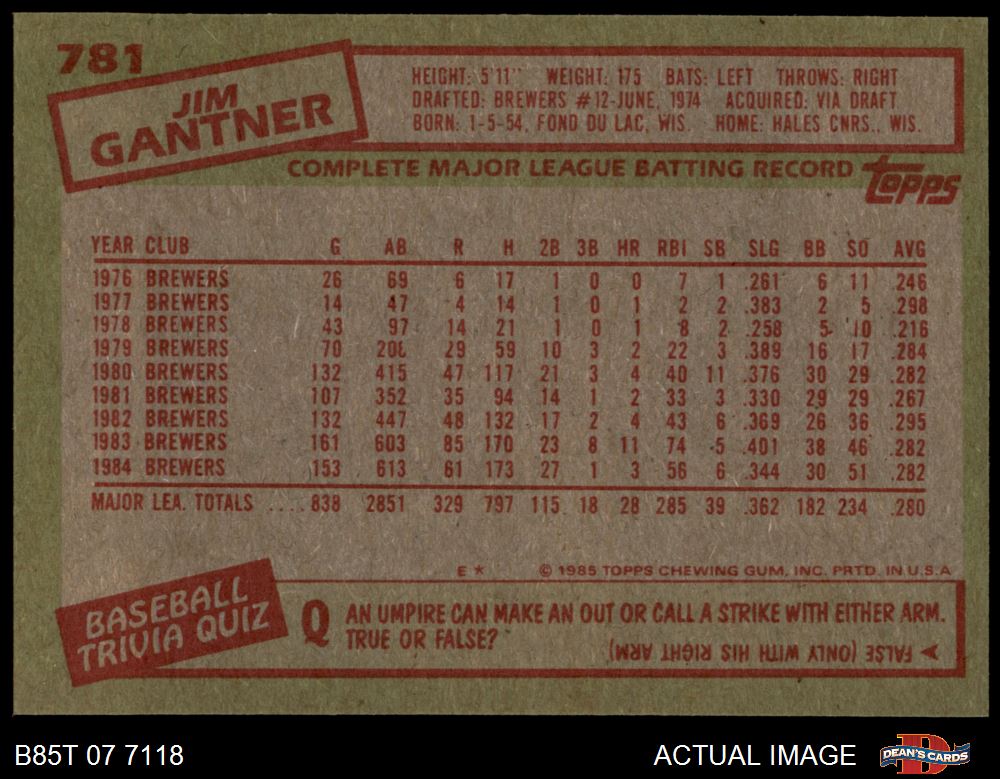 781
JIM
GANTNER
HEIGHT: 5'11" WEIGHT: 175 BATS: LEFT THROWS: RIGHT
DRAFTED: BREWERS #12-JUNE, 1974 ACQUIRED: VIA DRAFT
BORN: 1-5-54, FOND DU LAC, WIS. HOME: HALES CNRS., WIS.
COMPLETE MAJOR LEAGUE BATTING RECORD
topps
YEAR CLUB G AB R H 2B 3B HR RBI SB SLG BB SO AVG
1976 BREWERS 26 69 6 17 1 0 0 7 1 .261 6 11 .246
1977 BREWERS 14 47 4 14 1 0 1 2 2 .383 2 5 .298
1978 BREWERS 43 97 14 21 1 0 1 8 2 .258 5 10 .216
1979 BREWERS 70 208 29 59 10 3 2 22 3 .389 16 17 .284
1980 BREWERS 132 415 47 117 21 3 4 40 11 .376 30 29 .282
1981 BREWERS 107 352 35 94 14 1 2 33 3 .330 29 29 .267
1982 BREWERS 132 447 48 132 17 2 4 43 6 .369 26 36 .295
1983 BREWERS 161 603 85 170 23 8 11 74 5 .401 38 46 .282
1984 BREWERS 153 613 61 173 27 1 3 56 6 .344 30 51 .282
MAJOR LEA. TOTALS .... 838 2851 329 797 115 18 28 285 39 .362 182 234 .280
E * © 1985 TOPPS CHEWING GUM, INC. PRTD. IN U.S.A.
BASEBALL
TRIVIA QUIZ
Q AN UMPIRE CAN MAKE AN OUT OR CALL A STRIKE WITH EITHER ARM.
TRUE OR FALSE?
FALSE! (ONLY WITH HIS RIGHT ARM)
B85T 07 7118
ACTUAL IMAGE
D
DEAN'S CARDS